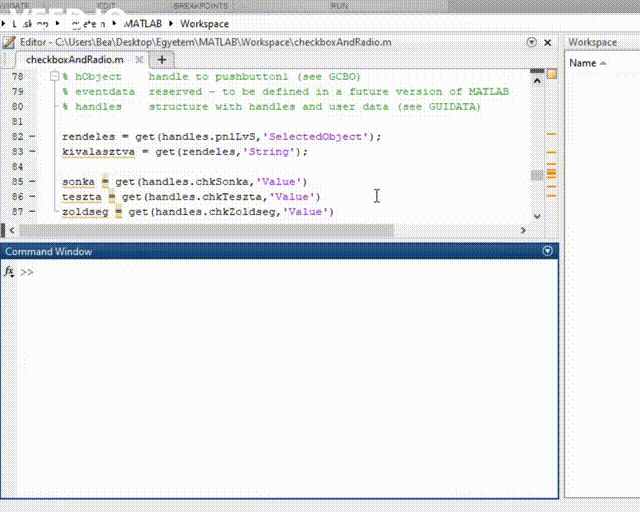 VIGATE EDIT BREAKPOINTS RUN
Desktop Egyetem MATLAB Workspace
Editor - C:\Users\Bea\Desktop\Egyetem\MATLAB\Workspace\checkboxAndRadio.m
Workspace
checkboxAndRadio.m
Name
78 % hObject handle to pushbutton1 (see GCBO)
79 % eventdata reserved - to be defined in a future version of MATLAB
80 % handles structure with handles and user data (see GUIDATA)
81
82 rendeles = get(handles.pnlLvS,'SelectedObject');
83 kivalasztva = get(rendeles,'String');
84
85 sonka = get(handles.chkSonka,'Value')
86 teszta = get(handles.chkTeszta,'Value')
87 zoldseg = get(handles.chkZoldseg,'Value')
Command Window
fx >>